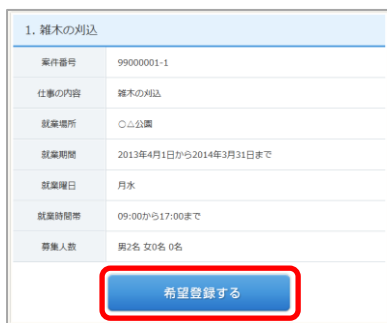 1. 雑木の刈込
案件番号 99000001-1
仕事の内容 雑木の刈込
就業場所 ○△公園
就業期間 2013年4月1日から2014年3月31日まで
就業曜日 月水
就業時間帯 09:00から17:00まで
募集人数 男2名 女0名 0名
希望登録する